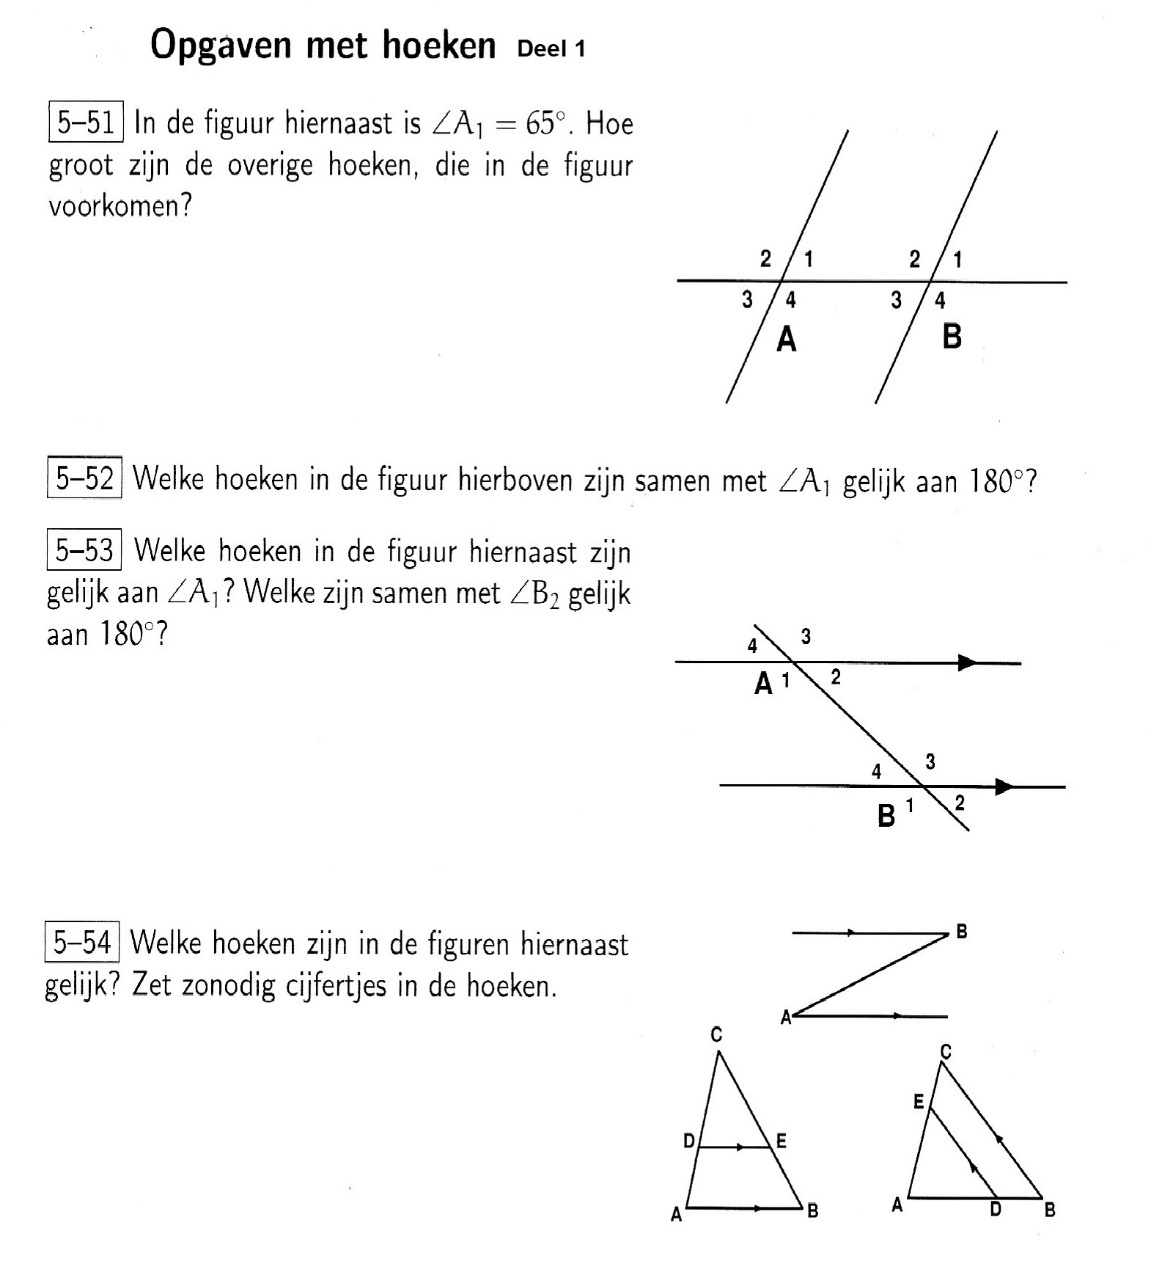 Opgaven met hoeken Deel 1
5–51 In de figuur hiernaast is ∠A₁ = 65°. Hoe
groot zijn de overige hoeken, die in de figuur
voorkomen?
2 1 2 1
3 4 3 4
A B
5–52 Welke hoeken in de figuur hierboven zijn samen met ∠A₁ gelijk aan 180°?
5–53 Welke hoeken in de figuur hiernaast zijn
gelijk aan ∠A₁? Welke zijn samen met ∠B₂ gelijk
aan 180°?
4 3
A 1 2
4 3
B 1 2
5–54 Welke hoeken zijn in de figuren hiernaast
gelijk? Zet zonodig cijfertjes in de hoeken.
B
A
C
D E
A B
C
E
A D B